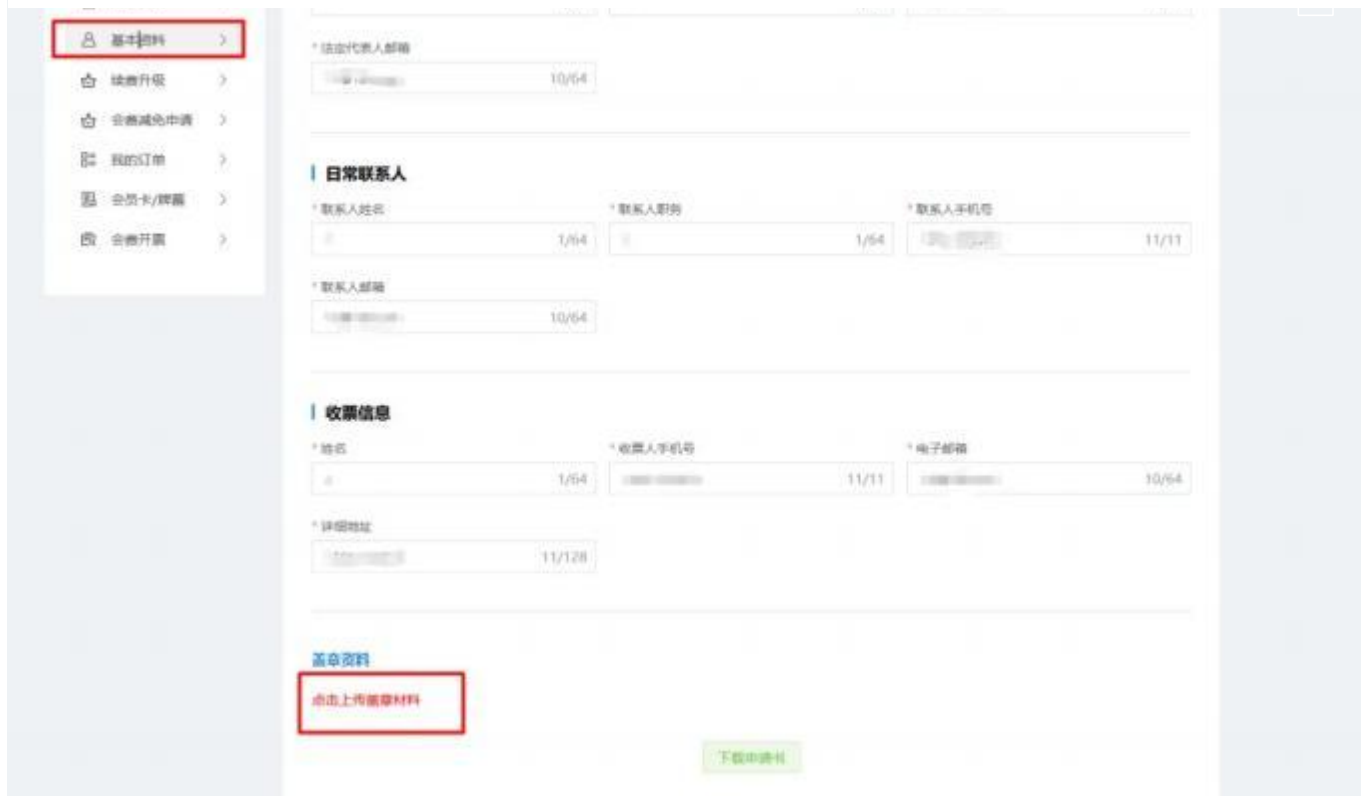 基本资料
* 法定代表人邮箱
10/64
续费升级
会费减免申请
我的订单
会员卡/牌匾
会费开票
日常联系人
* 联系人姓名 * 联系人职务 * 联系人手机号
1/64 1/64 11/11
* 联系人邮箱
10/64
收票信息
* 姓名 * 收票人手机号 * 电子邮箱
1/64 11/11 10/64
* 详细地址
11/128
盖章资料
点击上传盖章材料
下载申请书